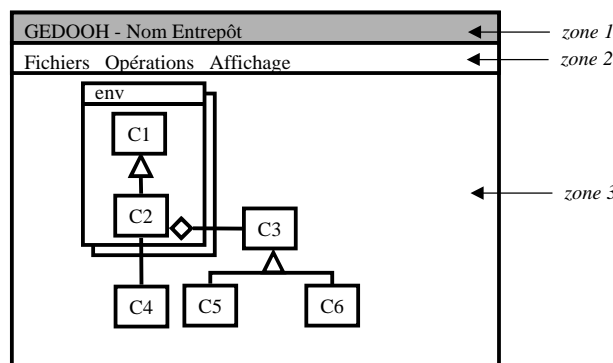 GEDOOH - Nom Entrepôt
zone 1
Fichiers Opérations Affichage
zone 2
env
C1
zone 3
C2
C3
C4
C5
C6